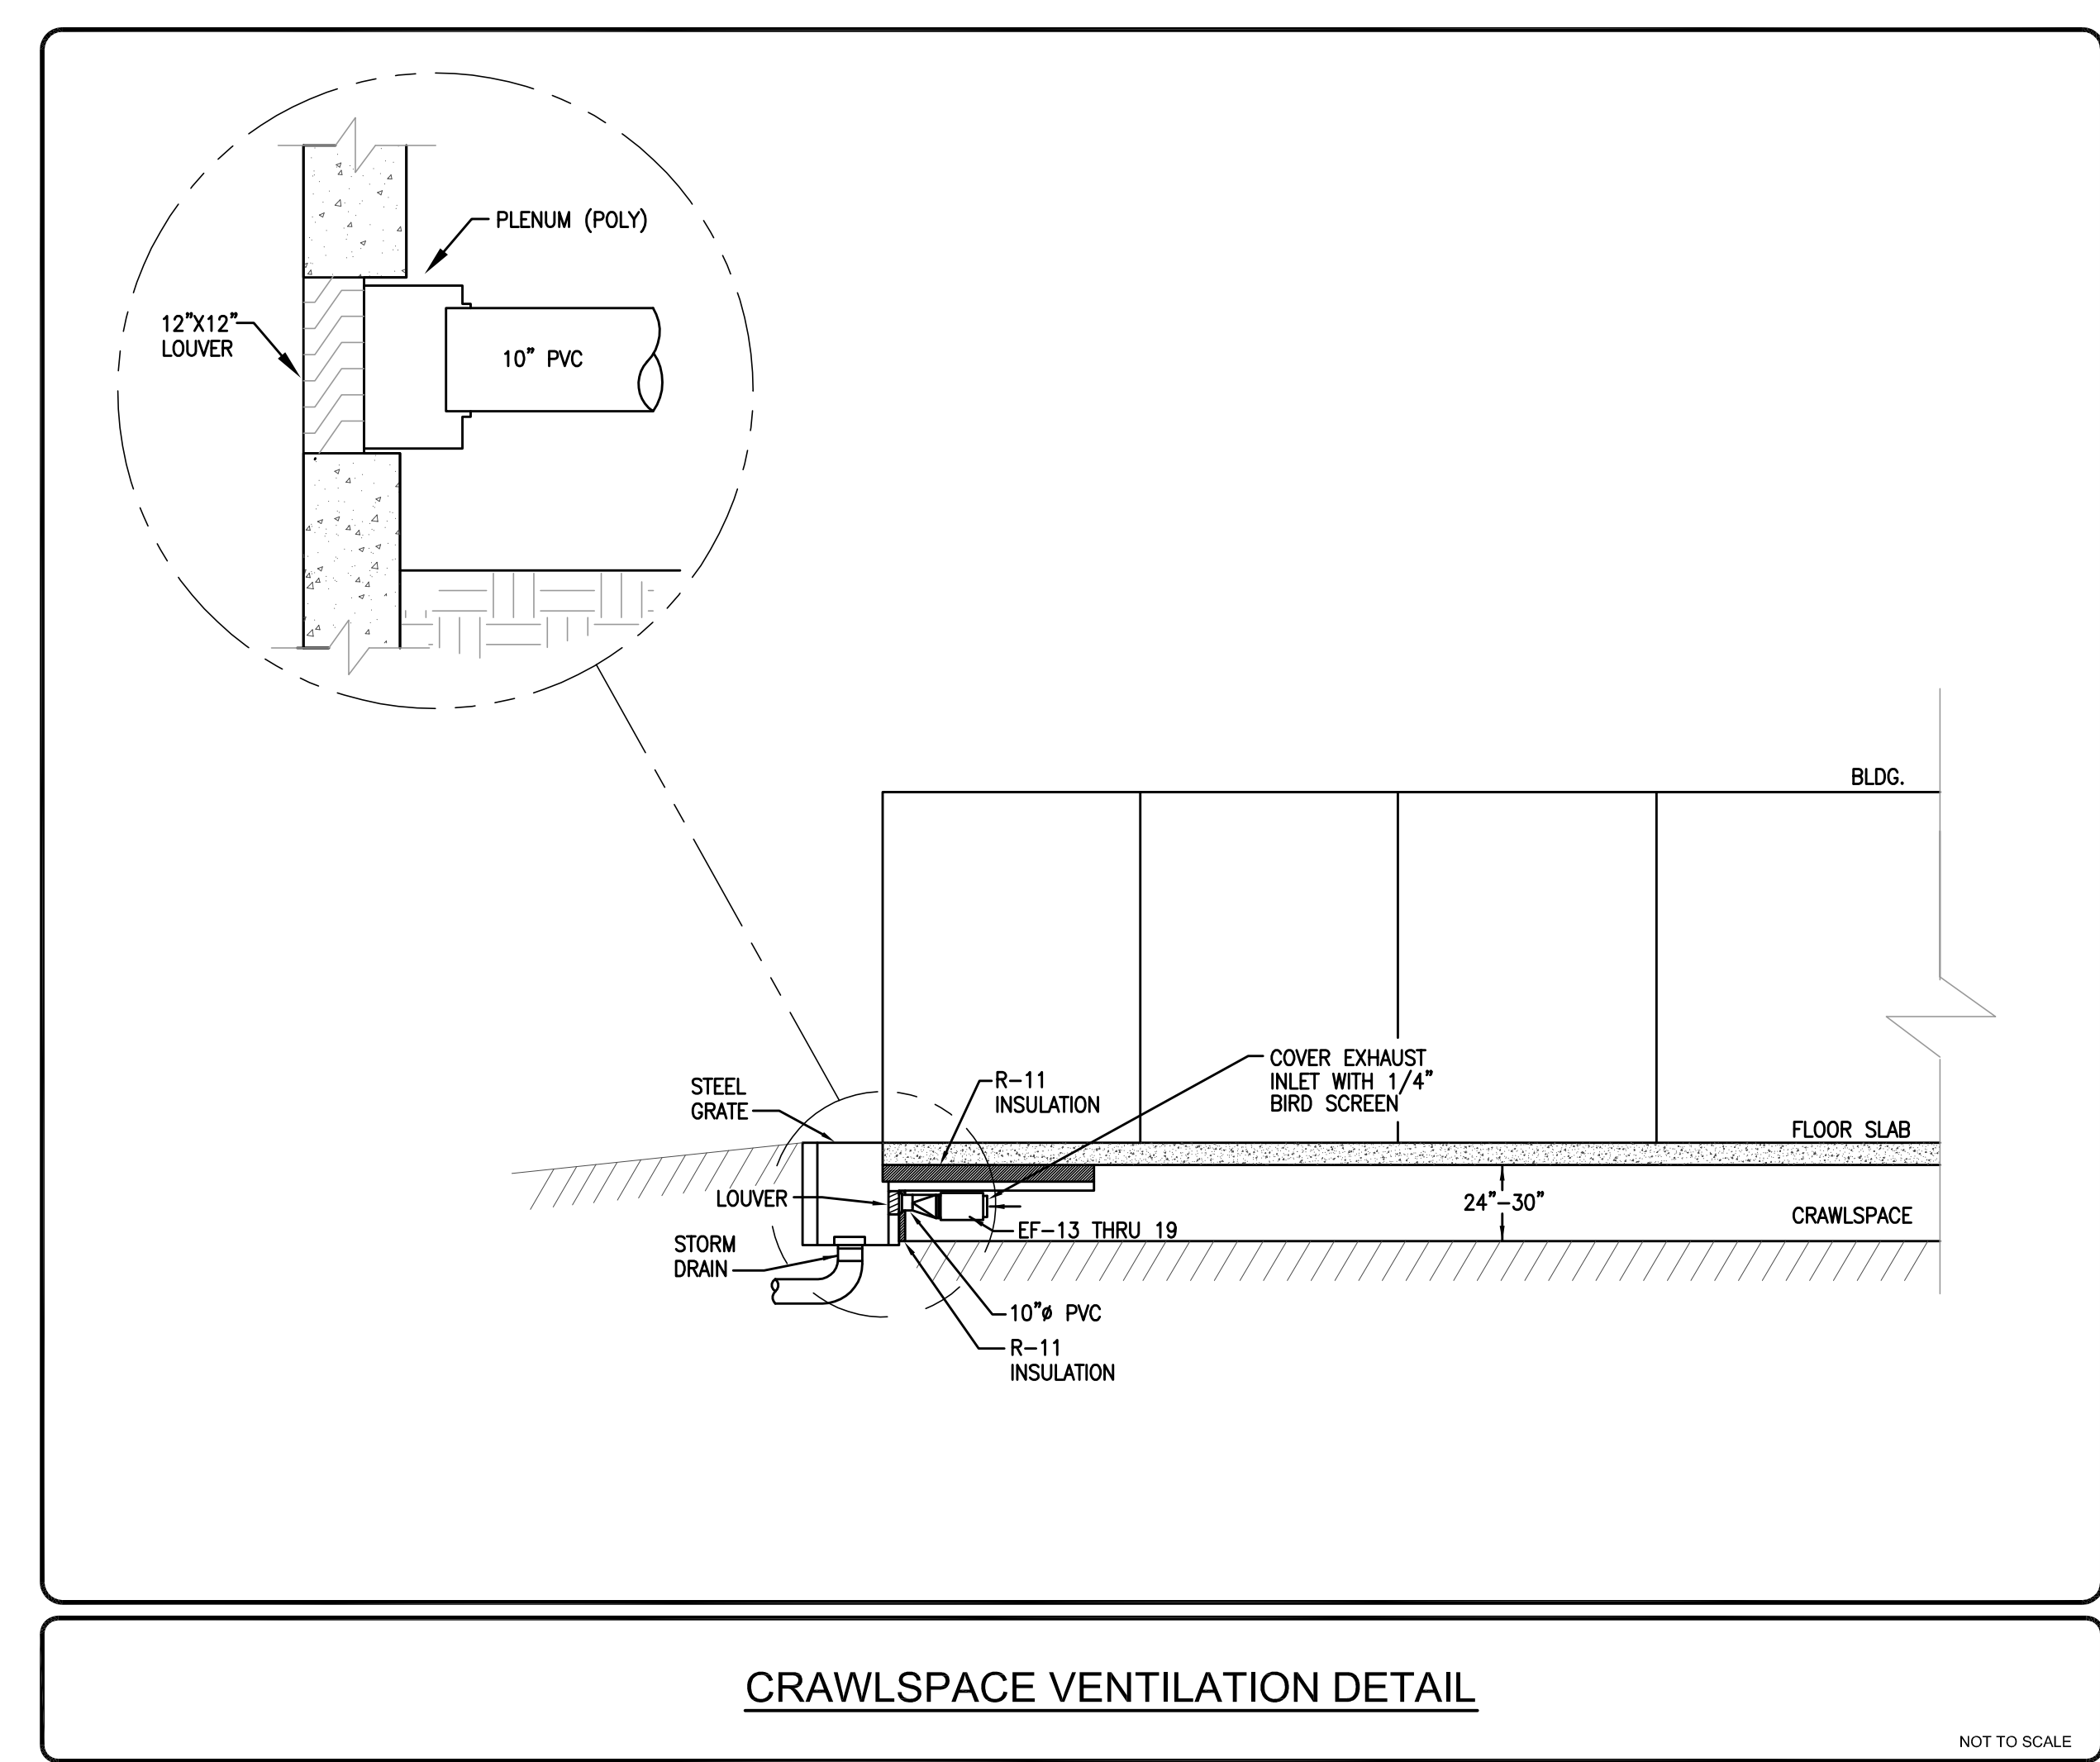 PLENUM (POLY)
12"X12"
LOUVER
10" PVC
BLDG.
COVER EXHAUST
INLET WITH 1/4"
BIRD SCREEN
R-11
INSULATION
STEEL
GRATE
FLOOR SLAB
LOUVER
24"-30"
CRAWLSPACE
EF-13 THRU 19
STORM
DRAIN
10"ø PVC
R-11
INSULATION
CRAWLSPACE VENTILATION DETAIL
NOT TO SCALE